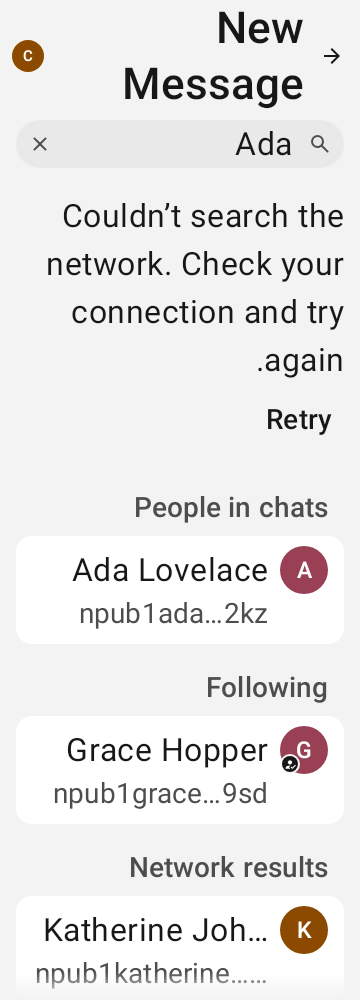 New
Message
C
Ada
Couldn’t search the
network. Check your
connection and try
.again
Retry
People in chats
Ada Lovelace
A
npub1ada…2kz
Following
Grace Hopper
G
npub1grace…9sd
Network results
Katherine Joh…
K
npub1katherine……